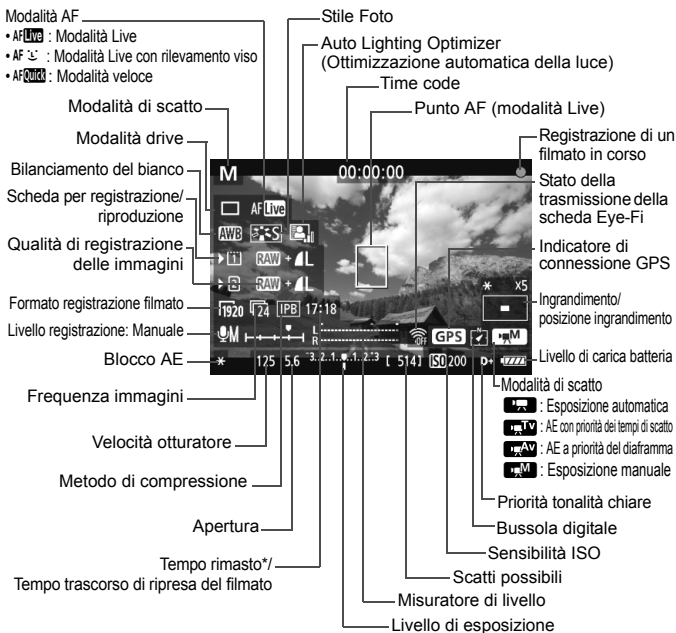 Modalità AF
• AF Live : Modalità Live
• AF : Modalità Live con rilevamento viso
• AF Quick : Modalità veloce
Modalità di scatto
Modalità drive
Bilanciamento del bianco
Scheda per registrazione/
riproduzione
Qualità di registrazione
delle immagini
Formato registrazione filmato
Livello registrazione: Manuale
Blocco AE
Frequenza immagini
Velocità otturatore
Metodo di compressione
Apertura
Tempo rimasto*/
Tempo trascorso di ripresa del filmato
Stile Foto
Auto Lighting Optimizer
(Ottimizzazione automatica della luce)
Time code
Punto AF (modalità Live)
M 00:00:00
AF Live
AWB S
1 RAW + L
2 RAW + L
1920 24 IPB 17:18
M L
R
OFF GPS N M
* x5
* 125 5.6 3..2..1..0..1..2.:3 [ 514] ISO 200 D+
Registrazione di un
filmato in corso
Stato della
trasmissione della
scheda Eye-Fi
Indicatore di
connessione GPS
Ingrandimento/
posizione ingrandimento
Livello di carica batteria
Modalità di scatto
: Esposizione automatica
Tv : AE con priorità dei tempi di scatto
Av : AE a priorità del diaframma
M : Esposizione manuale
Priorità tonalità chiare
Bussola digitale
Sensibilità ISO
Scatti possibili
Misuratore di livello
Livello di esposizione